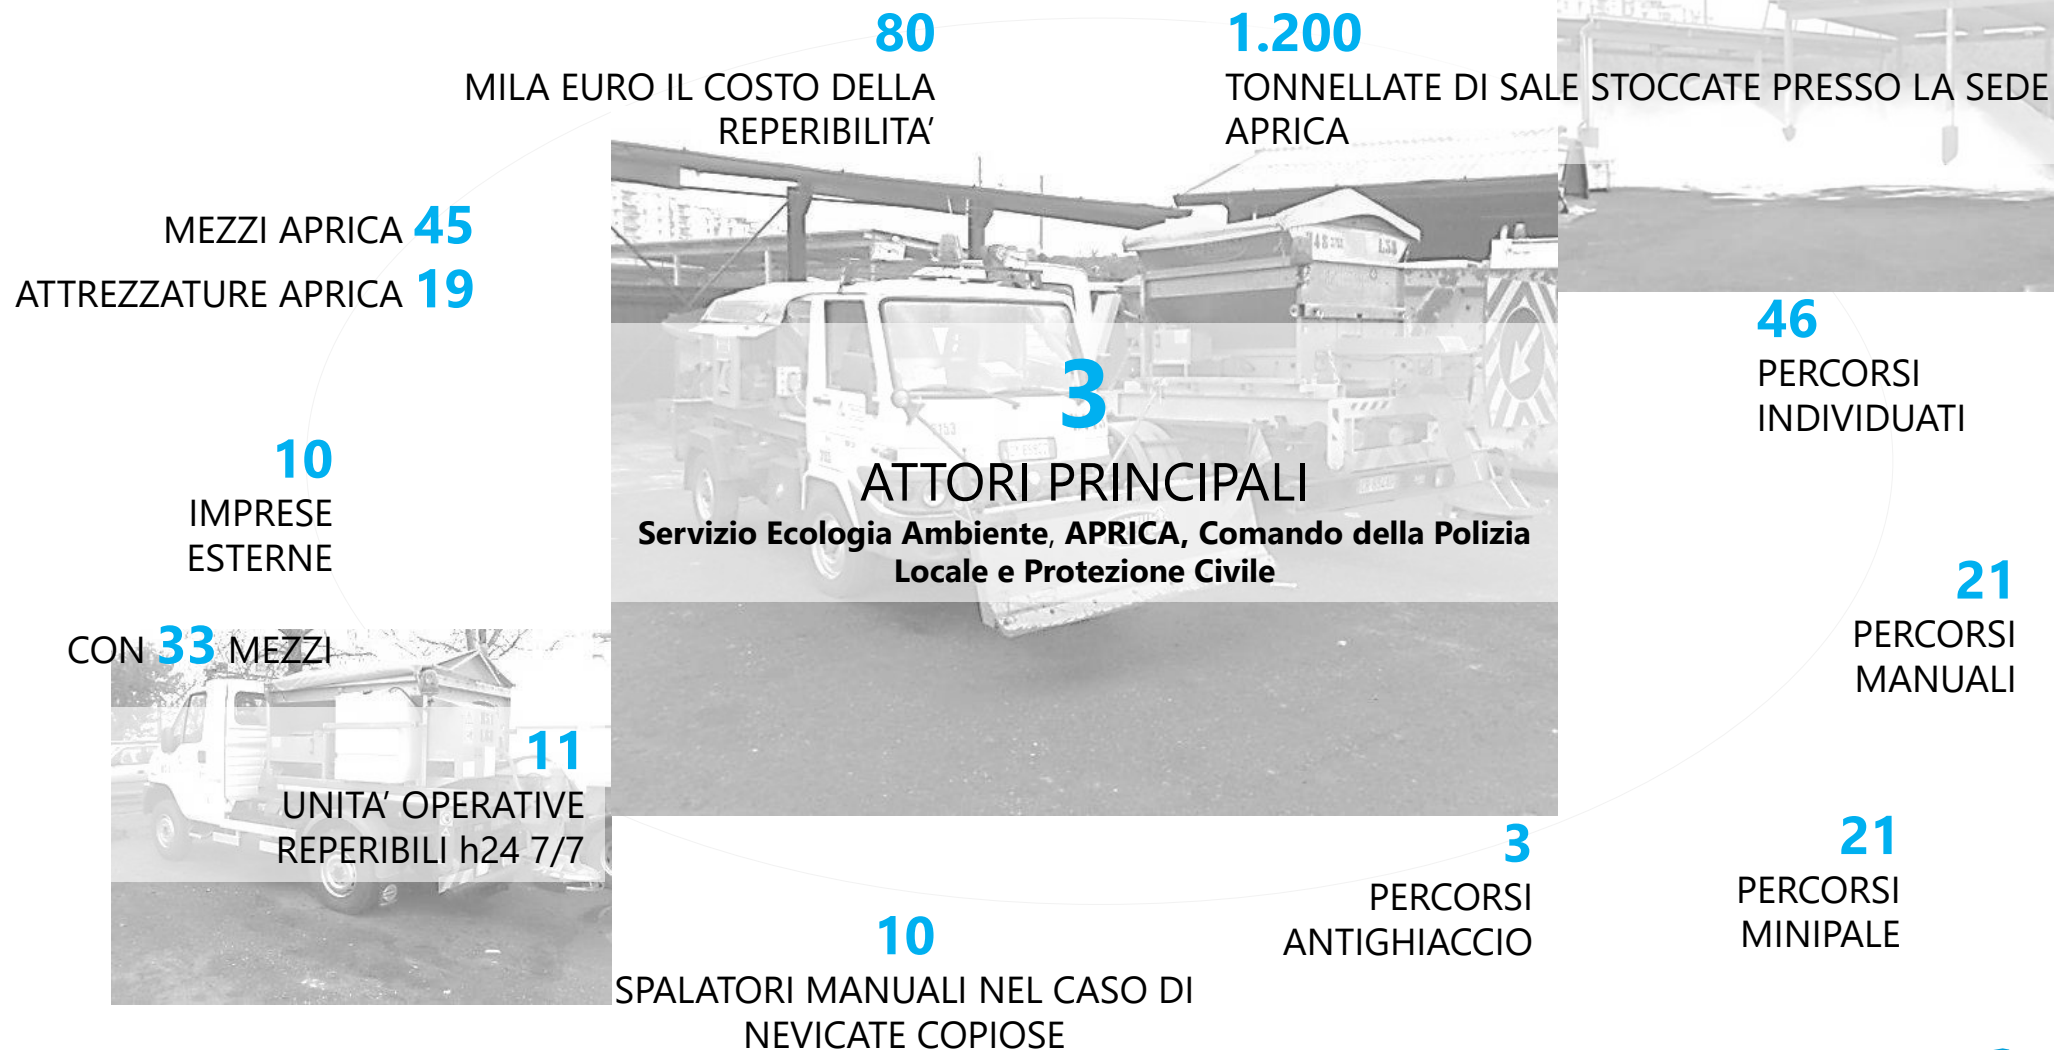 80
MILA EURO IL COSTO DELLA
REPERIBILITA’
1.200
TONNELLATE DI SALE STOCCATE PRESSO LA SEDE
APRICA
MEZZI APRICA 45
ATTREZZATURE APRICA 19
46
PERCORSI
INDIVIDUATI
3
ATTORI PRINCIPALI
Servizio Ecologia Ambiente, APRICA, Comando della Polizia
Locale e Protezione Civile
10
IMPRESE
ESTERNE
CON 33 MEZZI
21
PERCORSI
MANUALI
11
UNITA’ OPERATIVE
REPERIBILI h24 7/7
3
PERCORSI
ANTIGHIACCIO
21
PERCORSI
MINIPALE
10
SPALATORI MANUALI NEL CASO DI
NEVICATE COPIOSE